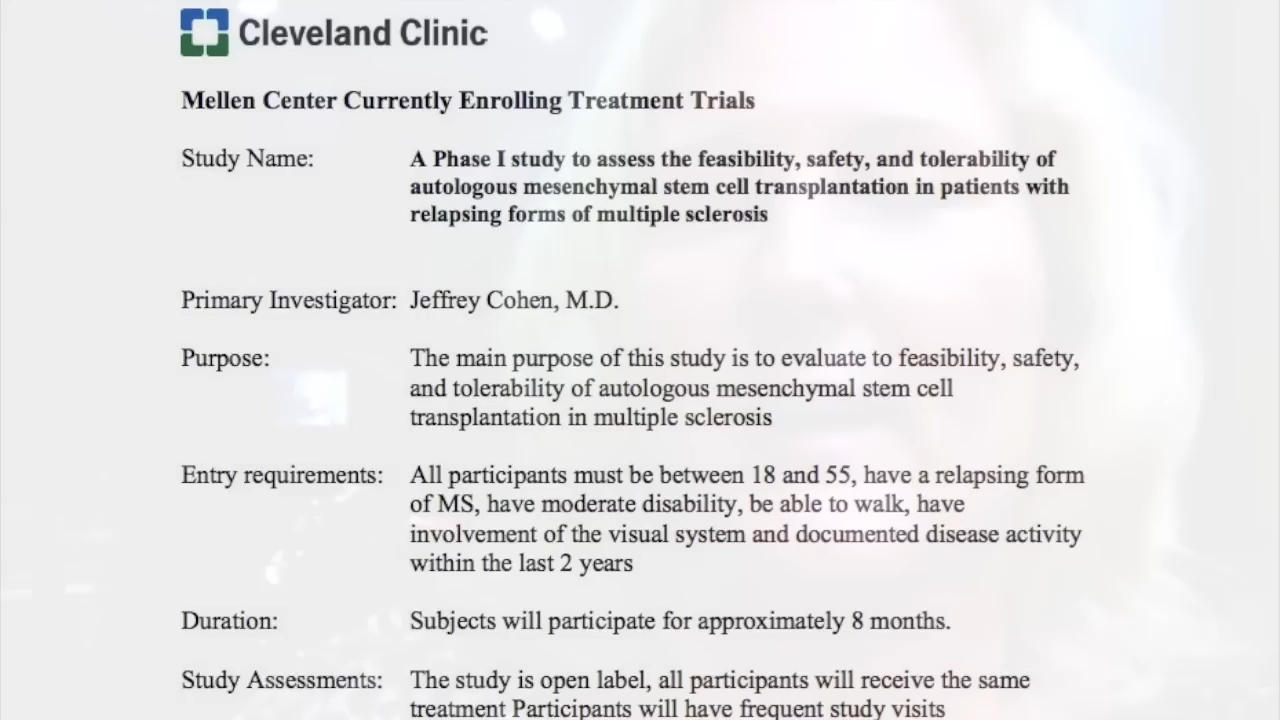 Cleveland Clinic
Mellen Center Currently Enrolling Treatment Trials
Study Name: A Phase I study to assess the feasibility, safety, and tolerability of
autologous mesenchymal stem cell transplantation in patients with
relapsing forms of multiple sclerosis
Primary Investigator: Jeffrey Cohen, M.D.
Purpose: The main purpose of this study is to evaluate to feasibility, safety,
and tolerability of autologous mesenchymal stem cell
transplantation in multiple sclerosis
Entry requirements: All participants must be between 18 and 55, have a relapsing form
of MS, have moderate disability, be able to walk, have
involvement of the visual system and documented disease activity
within the last 2 years
Duration: Subjects will participate for approximately 8 months.
Study Assessments: The study is open label, all participants will receive the same
treatment Participants will have frequent study visits